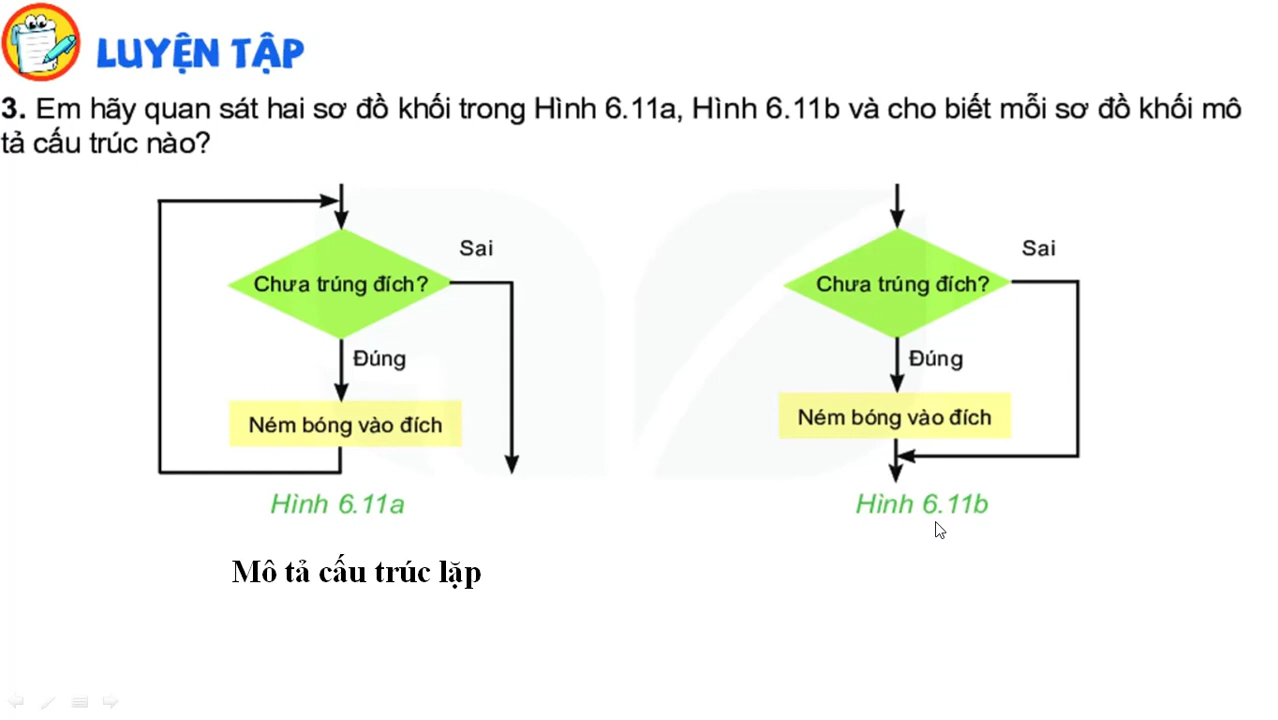 LUYỆN TẬP
3. Em hãy quan sát hai sơ đồ khối trong Hình 6.11a, Hình 6.11b và cho biết mỗi sơ đồ khối mô
tả cấu trúc nào?
Sai
Chưa trúng đích?
Đúng
Ném bóng vào đích
Hình 6.11a
Mô tả cấu trúc lặp
Sai
Chưa trúng đích?
Đúng
Ném bóng vào đích
Hình 6.11b